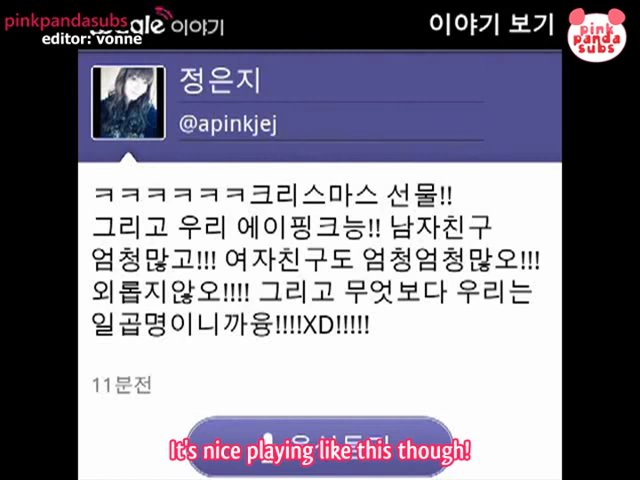 pinkpandasubs
editor: vonne
이야기
이야기 보기
pink
panda
subs
정은지
@apinkjej
ㅋㅋㅋㅋㅋㅋ크리스마스 선물!!
그리고 우리 에이핑크능!! 남자친구
엄청많고!!! 여자친구도 엄청엄청많오!!!
외롭지않오!!!! 그리고 무엇보다 우리는
일곱명이니까융!!!!XD!!!!!
11분전
It's nice playing like this though!